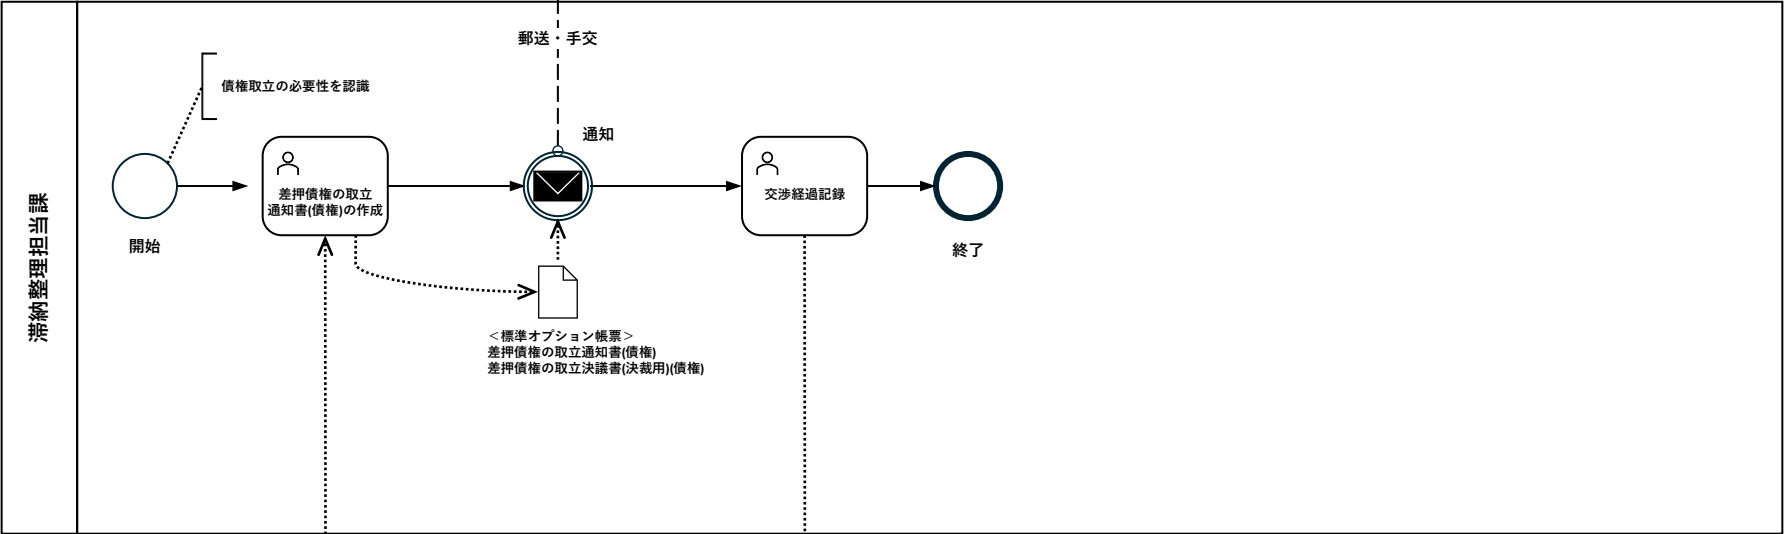 滞納整理担当課
郵送・手交
債権取立の必要性を認識
通知
差押債権の取立
通知書(債権)の作成
交渉経過記録
開始
終了
＜標準オプション帳票＞
差押債権の取立通知書(債権)
差押債権の取立決議書(決裁用)(債権)